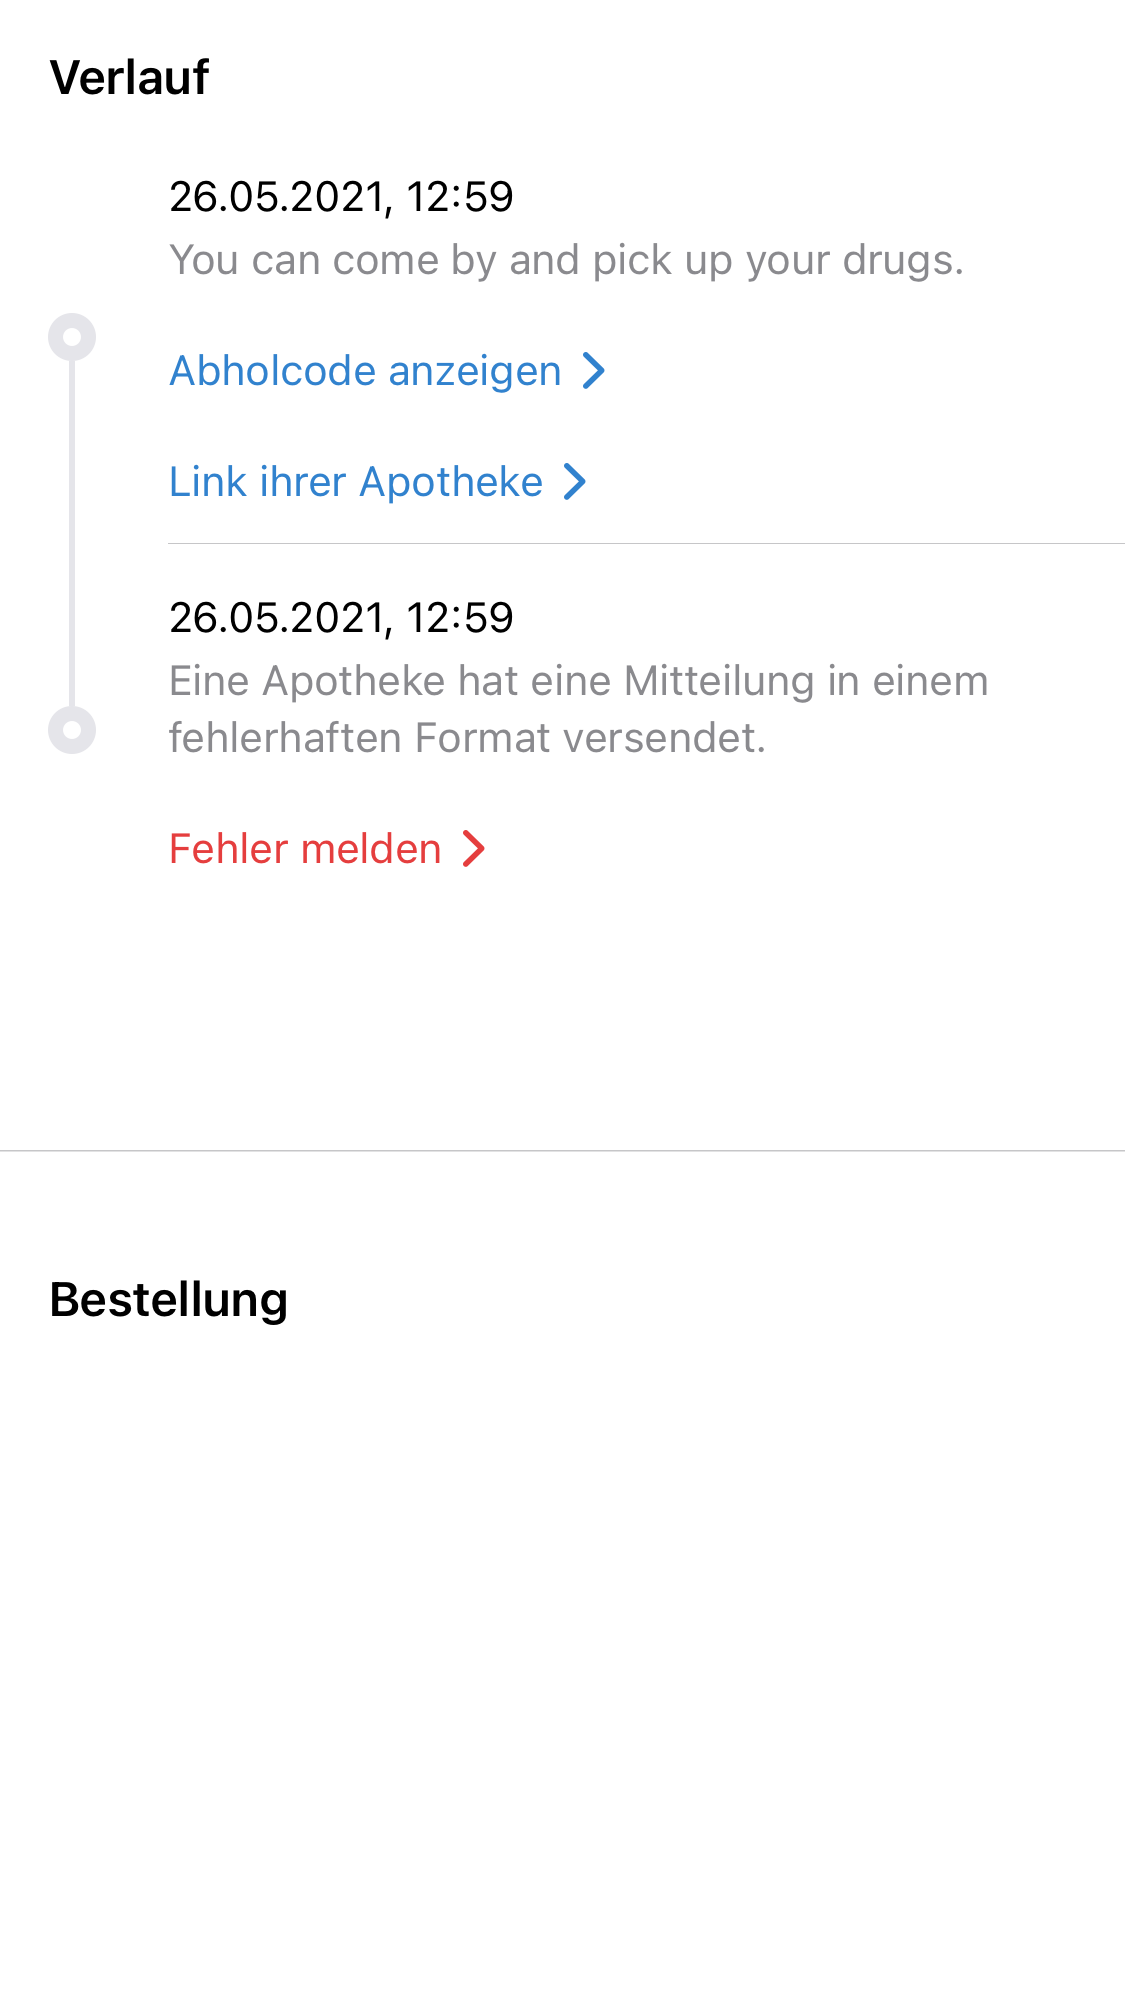 Verlauf
26.05.2021, 12:59
You can come by and pick up your drugs.
Abholcode anzeigen
Link ihrer Apotheke
26.05.2021, 12:59
Eine Apotheke hat eine Mitteilung in einem
fehlerhaften Format versendet.
Fehler melden
Bestellung